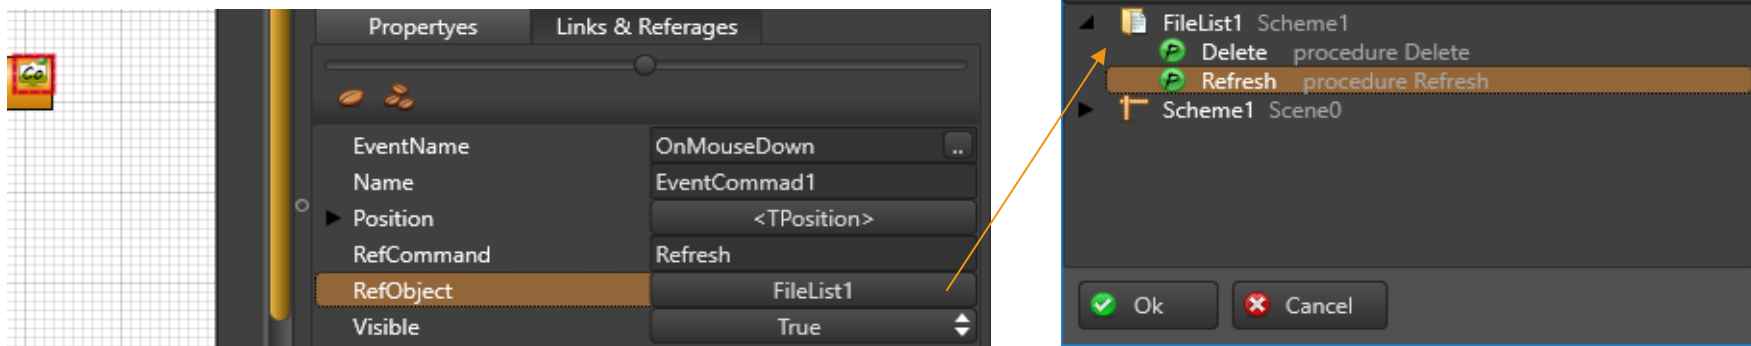 Propertyes Links & Referages
EventName OnMouseDown ..
Name EventCommad1
Position <TPosition>
RefCommand Refresh
RefObject FileList1
Visible True
Co
FileList1 Scheme1
Delete procedure Delete
Refresh procedure Refresh
Scheme1 Scene0
Ok Cancel